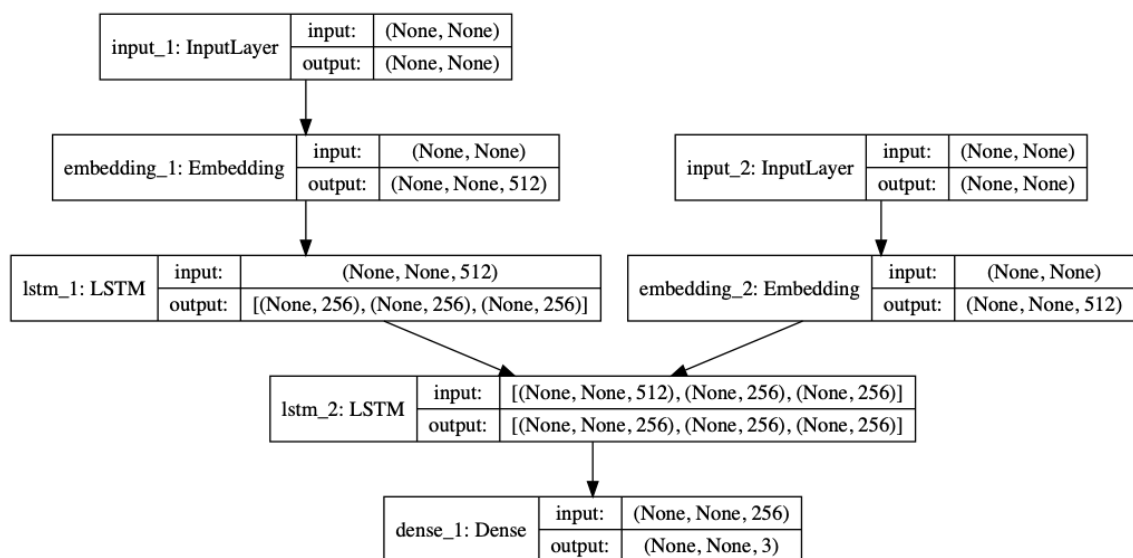 input_1: InputLayer
input: (None, None)
output: (None, None)
embedding_1: Embedding
input: (None, None)
output: (None, None, 512)
input_2: InputLayer
input: (None, None)
output: (None, None)
lstm_1: LSTM
input: (None, None, 512)
output: [(None, 256), (None, 256), (None, 256)]
embedding_2: Embedding
input: (None, None)
output: (None, None, 512)
lstm_2: LSTM
input: [(None, None, 512), (None, 256), (None, 256)]
output: [(None, None, 256), (None, 256), (None, 256)]
dense_1: Dense
input: (None, None, 256)
output: (None, None, 3)